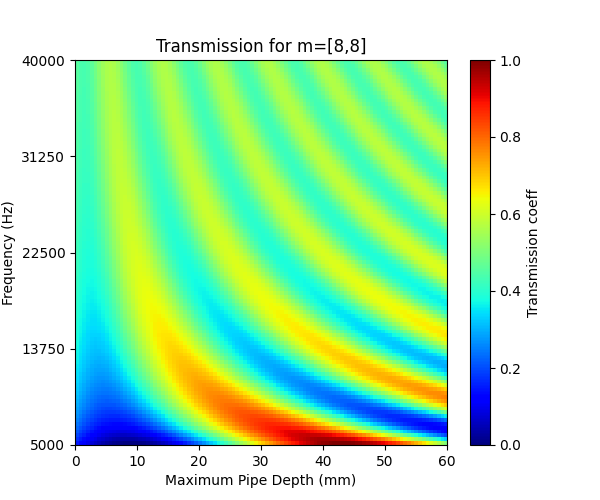 Transmission for m=[8,8]
40000
31250
22500
13750
5000
Frequency (Hz)
0 10 20 30 40 50 60
Maximum Pipe Depth (mm)
1.0
0.8
0.6
0.4
0.2
0.0
Transmission coeff